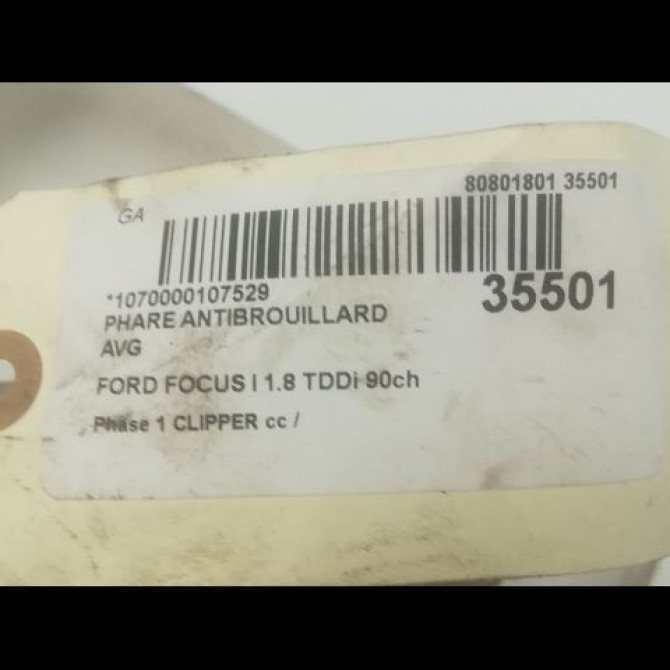 80801801 35501
GA
*1070000107529
35501
PHARE ANTIBROUILLARD
AVG
FORD FOCUS I 1.8 TDDi 90ch
Phase 1 CLIPPER cc /